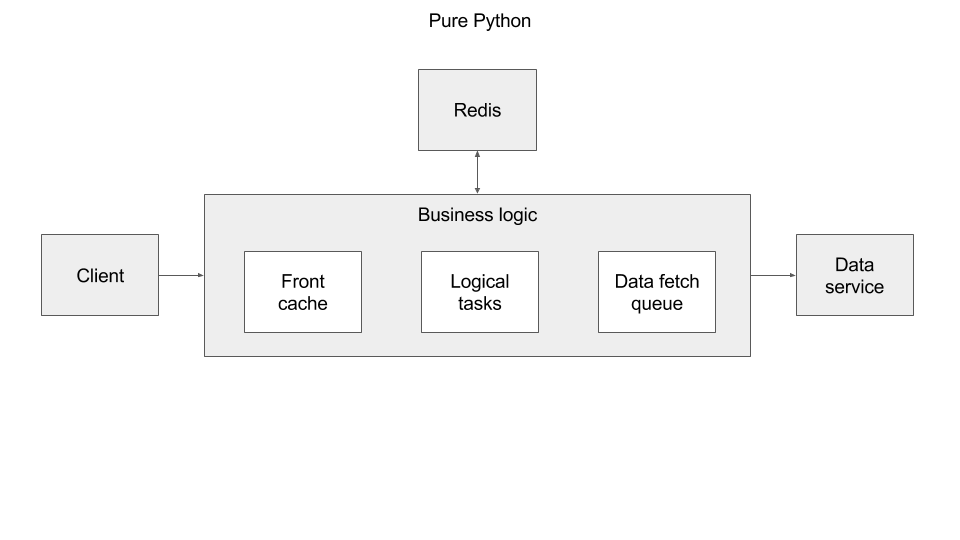 Pure Python
Redis
Business logic
Client
Front
cache
Logical
tasks
Data fetch
queue
Data
service